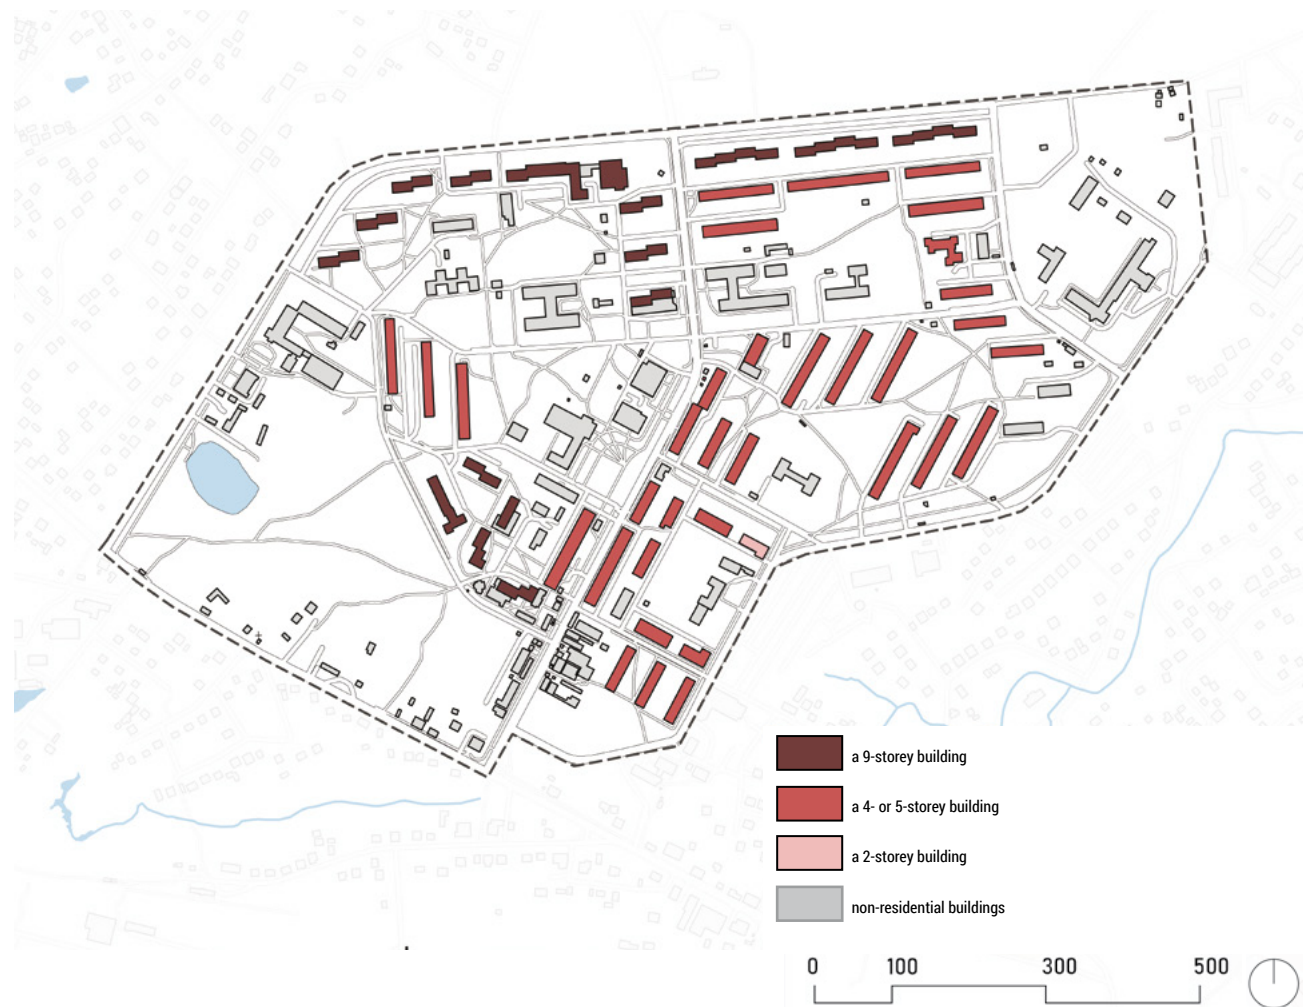 a 9-storey building
a 4- or 5-storey building
a 2-storey building
non-residential buildings
0 100 300 500